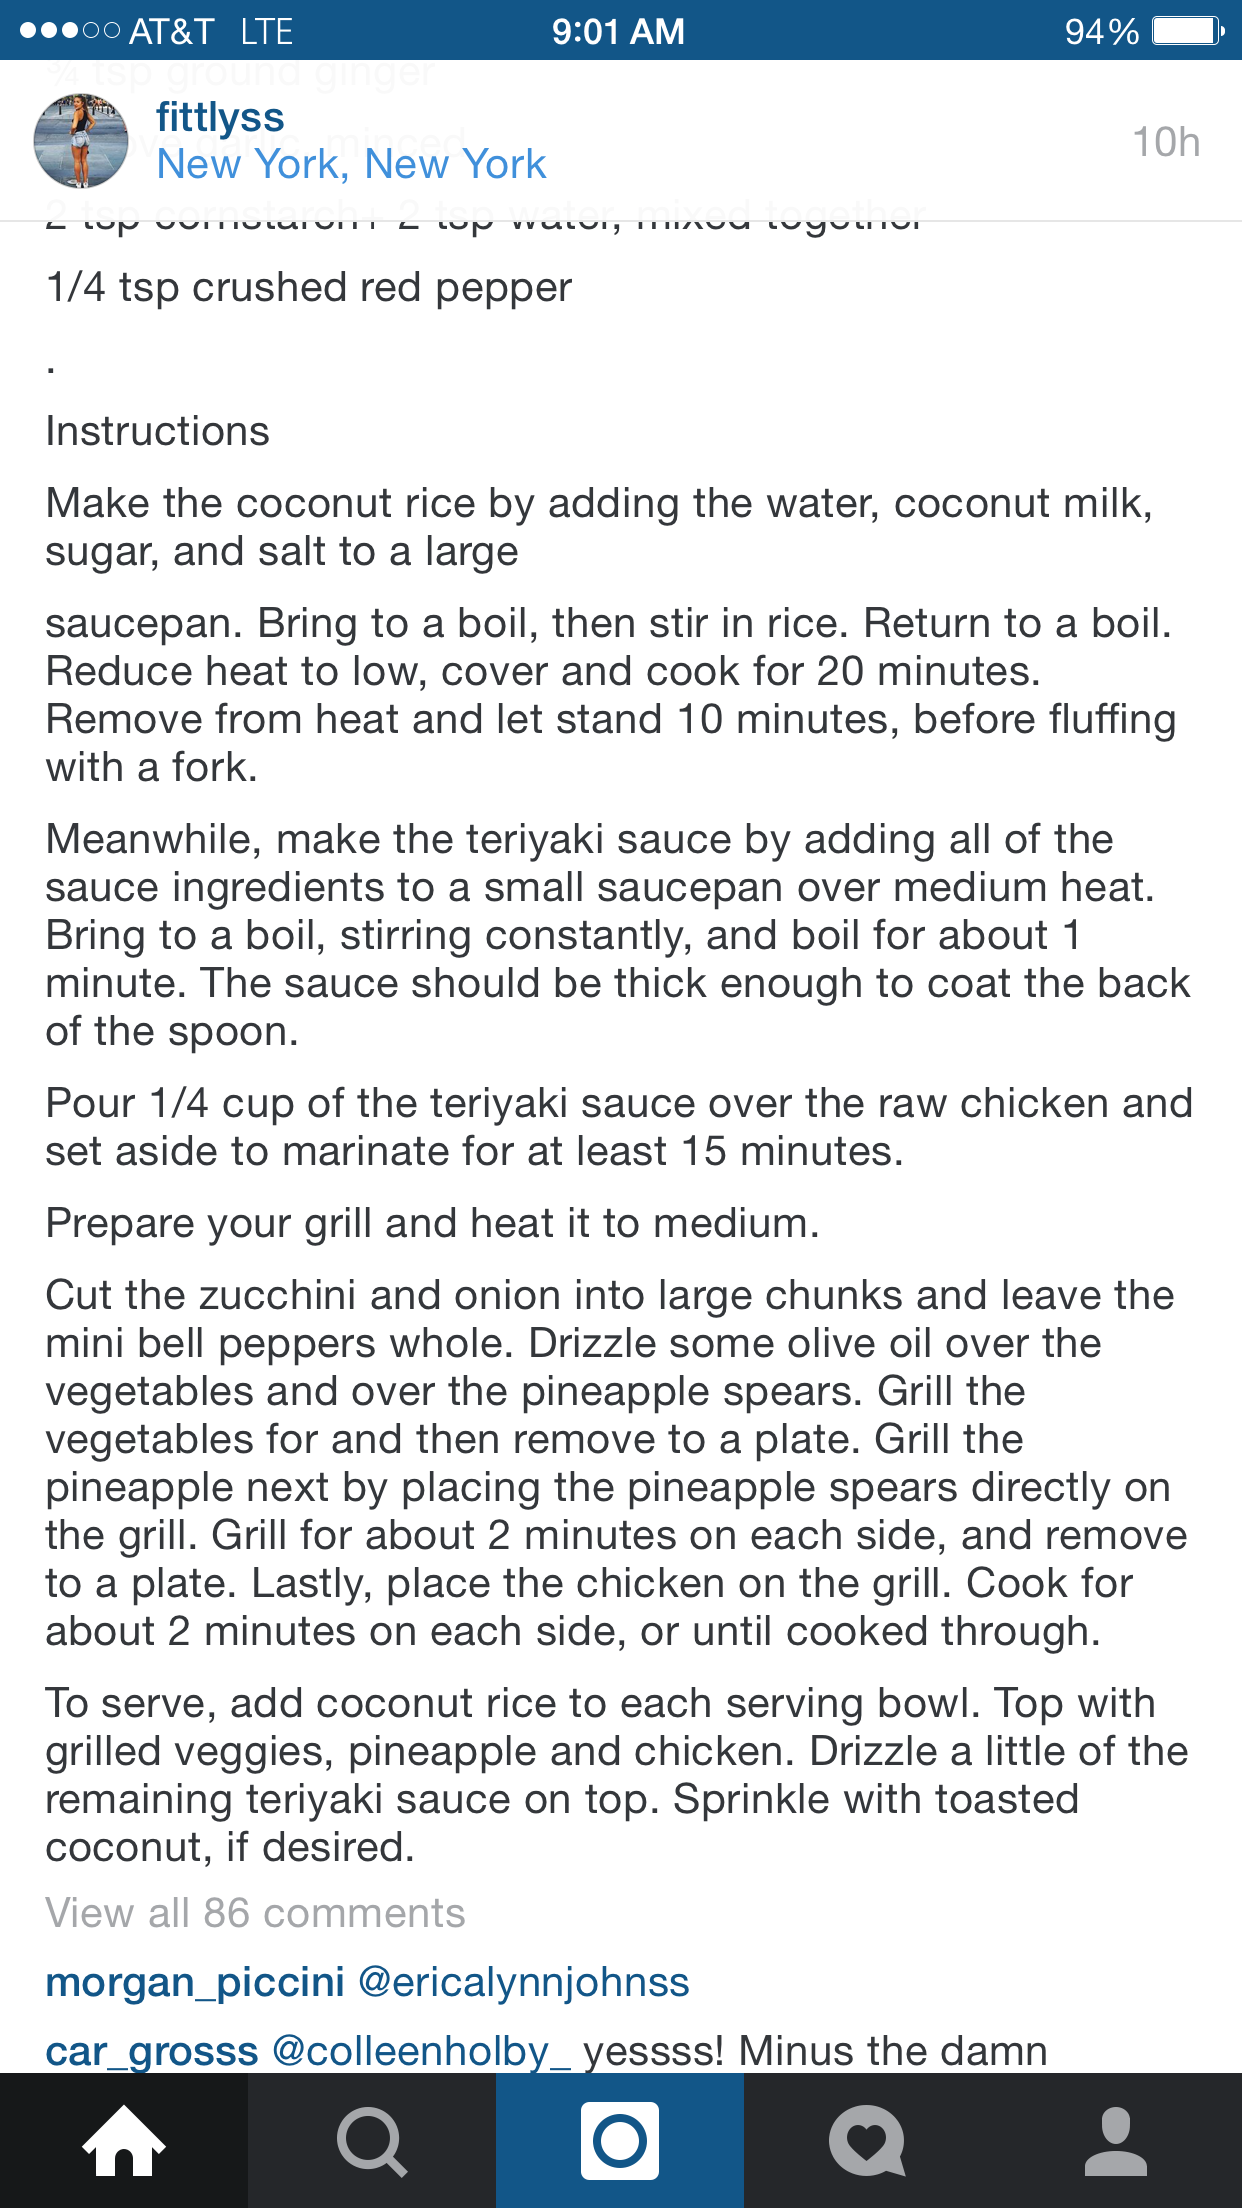 AT&T LTE 9:01 AM 94%
¾ tsp ground ginger
fittlyss
New York, New York
10h
garlic, minced
2 tsp cornstarch+ 2 tsp water, mixed together
1/4 tsp crushed red pepper
.
Instructions
Make the coconut rice by adding the water, coconut milk,
sugar, and salt to a large
saucepan. Bring to a boil, then stir in rice. Return to a boil.
Reduce heat to low, cover and cook for 20 minutes.
Remove from heat and let stand 10 minutes, before fluffing
with a fork.
Meanwhile, make the teriyaki sauce by adding all of the
sauce ingredients to a small saucepan over medium heat.
Bring to a boil, stirring constantly, and boil for about 1
minute. The sauce should be thick enough to coat the back
of the spoon.
Pour 1/4 cup of the teriyaki sauce over the raw chicken and
set aside to marinate for at least 15 minutes.
Prepare your grill and heat it to medium.
Cut the zucchini and onion into large chunks and leave the
mini bell peppers whole. Drizzle some olive oil over the
vegetables and over the pineapple spears. Grill the
vegetables for and then remove to a plate. Grill the
pineapple next by placing the pineapple spears directly on
the grill. Grill for about 2 minutes on each side, and remove
to a plate. Lastly, place the chicken on the grill. Cook for
about 2 minutes on each side, or until cooked through.
To serve, add coconut rice to each serving bowl. Top with
grilled veggies, pineapple and chicken. Drizzle a little of the
remaining teriyaki sauce on top. Sprinkle with toasted
coconut, if desired.
View all 86 comments
morgan_piccini @ericalynnjohnss
car_grosss @colleenholby_ yessss! Minus the damn